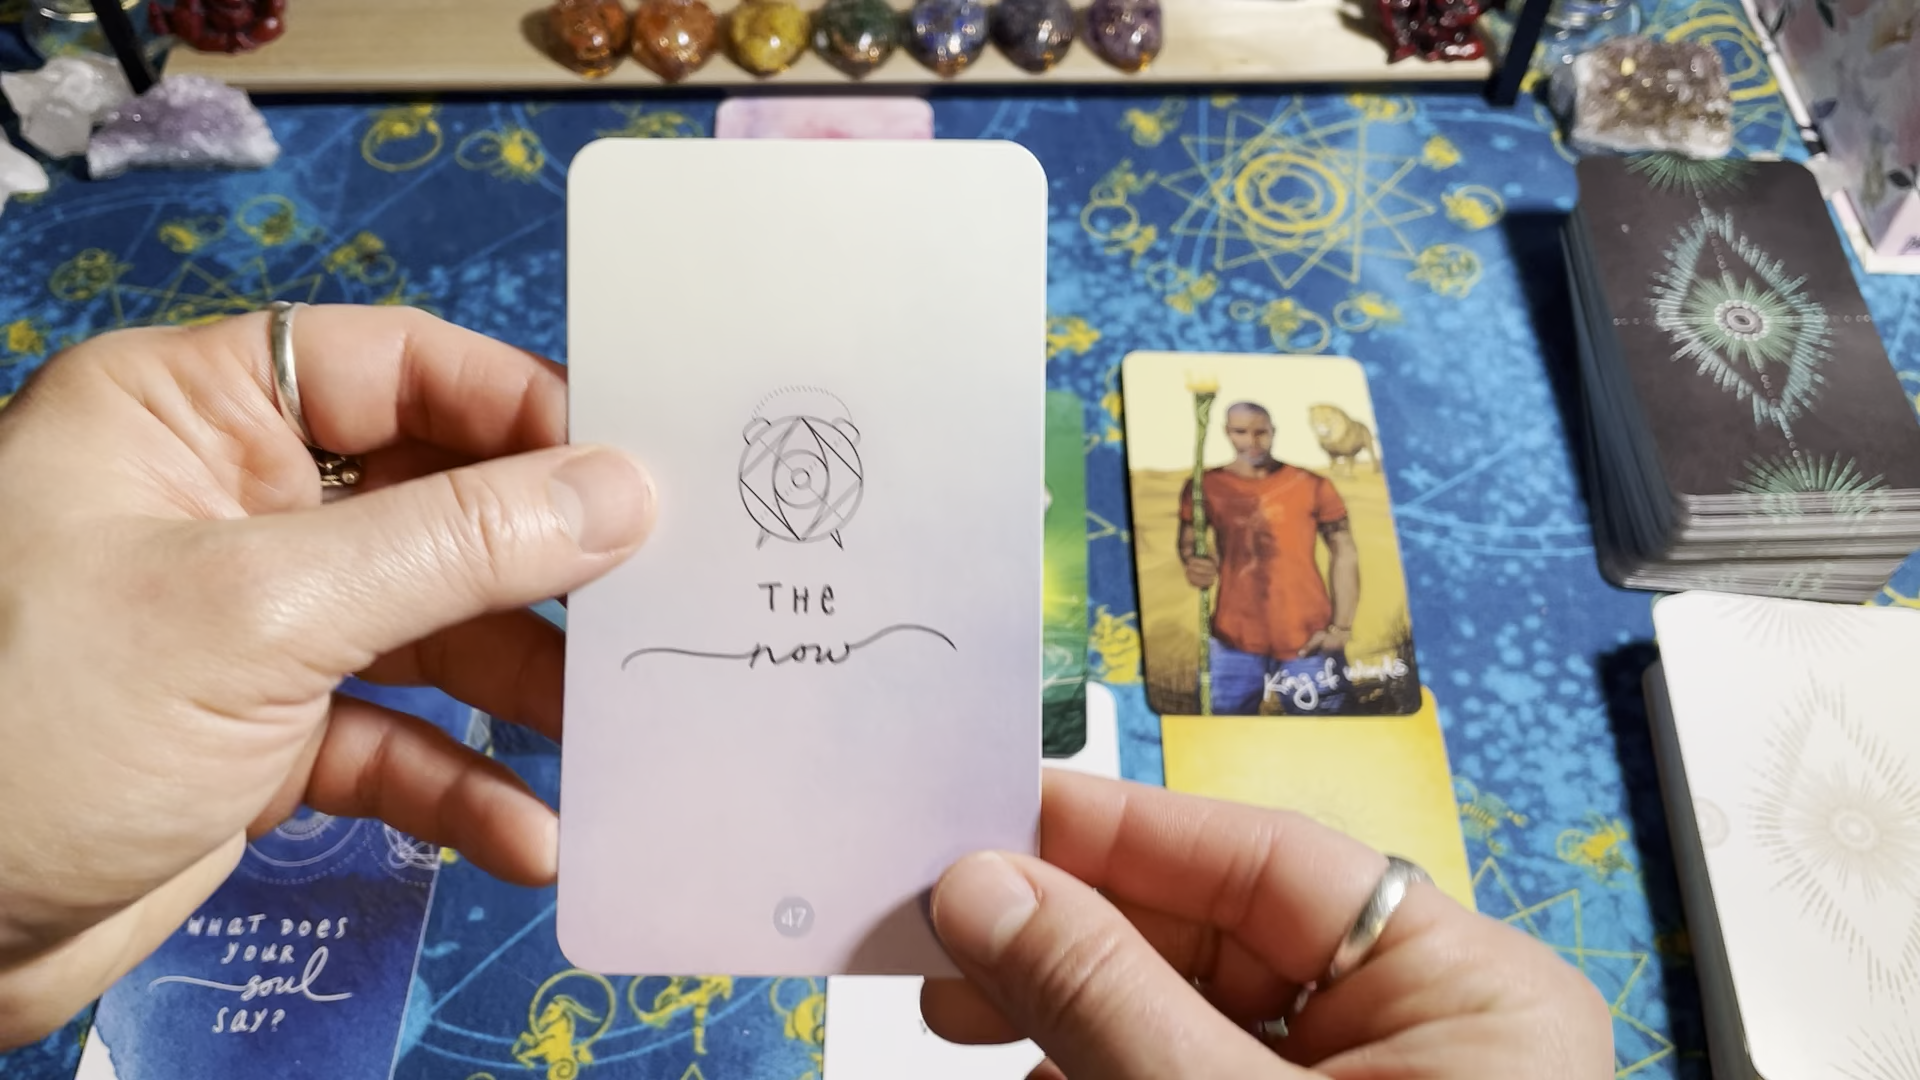 THE
now
47
King of Wands
WHAT DOES
YOUR
soul
SAY?